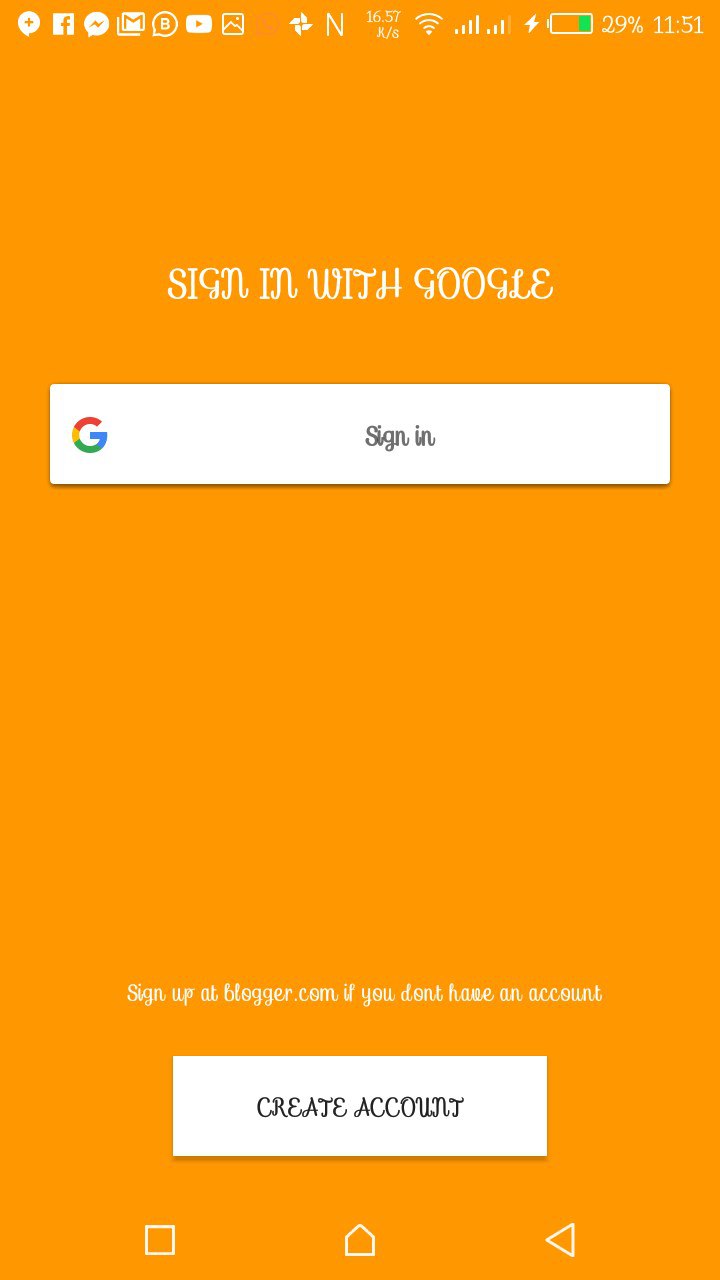 16.57
K/s
29% 11:51
SIGN IN WITH GOOGLE
Sign in
Sign up at blogger.com if you dont have an account
CREATE ACCOUNT